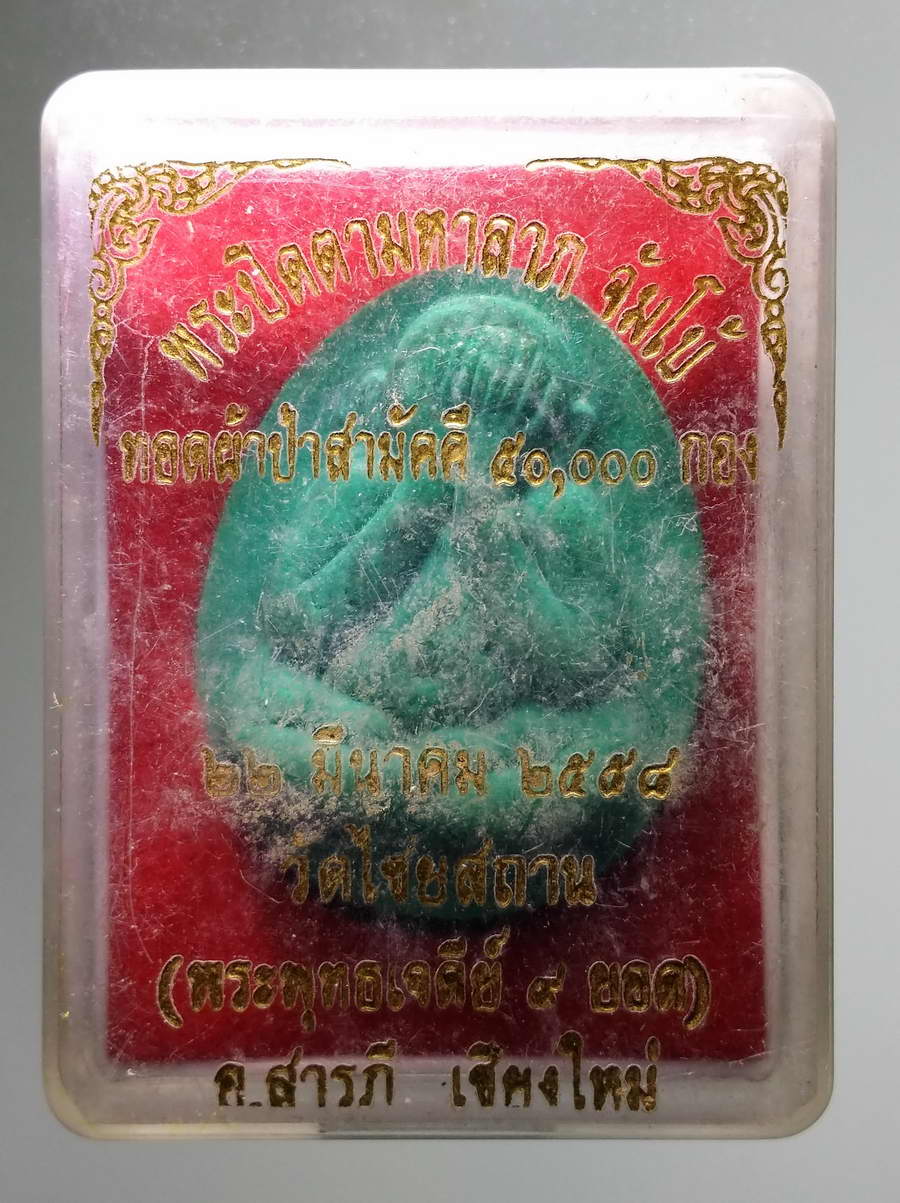 พระปิดตามหาลาภ จัมโบ้
ทอดผ้าป่าสามัคคี ๕๐,๐๐๐ กอง
๒๒ มีนาคม ๒๕๕๘
วัดไชยสถาน
(พระพุทธเจดีย์ ๙ ยอด)
อ.สารภี เชียงใหม่